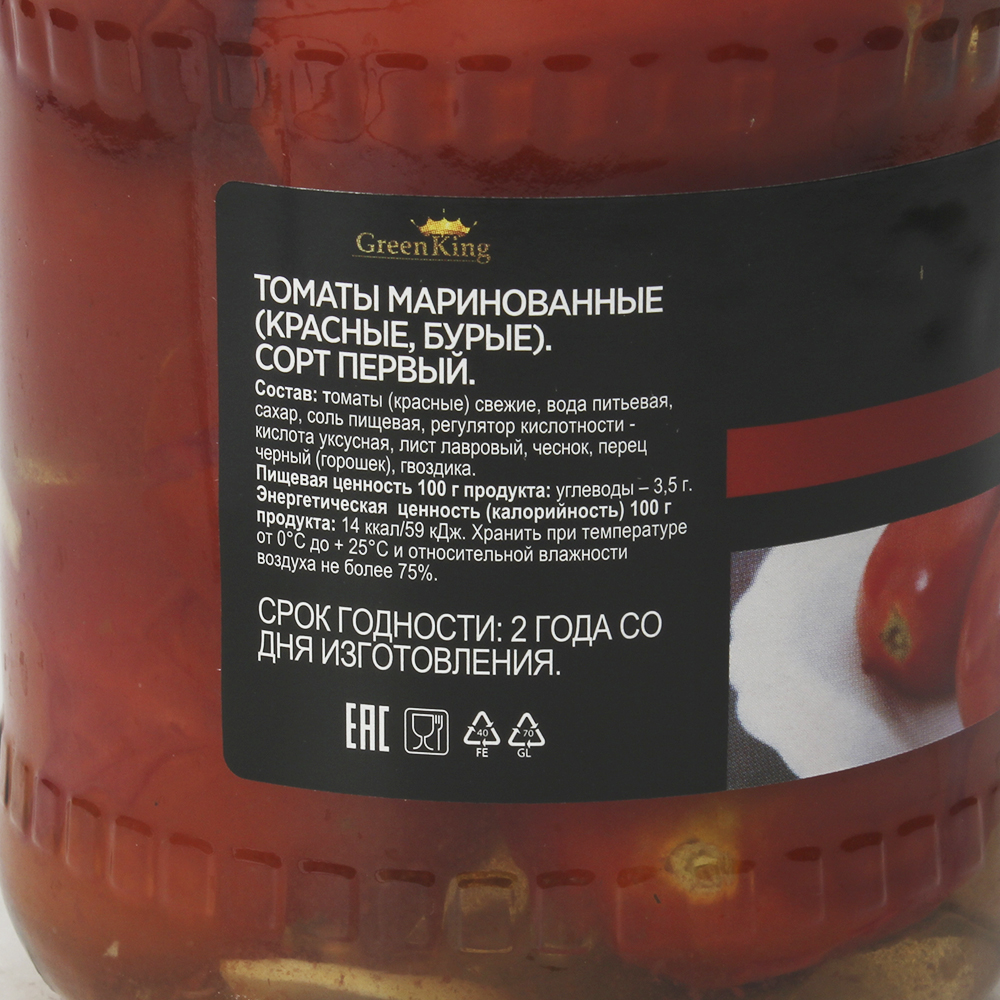 GreenKing
ТОМАТЫ МАРИНОВАННЫЕ
(КРАСНЫЕ, БУРЫЕ).
СОРТ ПЕРВЫЙ.
Состав: томаты (красные) свежие, вода питьевая,
сахар, соль пищевая, регулятор кислотности -
кислота уксусная, лист лавровый, чеснок, перец
черный (горошек), гвоздика.
Пищевая ценность 100 г продукта: углеводы – 3,5 г.
Энергетическая ценность (калорийность) 100 г
продукта: 14 ккал/59 кДж. Хранить при температуре
от 0°С до + 25°С и относительной влажности
воздуха не более 75%.
СРОК ГОДНОСТИ: 2 ГОДА СО
ДНЯ ИЗГОТОВЛЕНИЯ.
EAC 40 70
FE GL